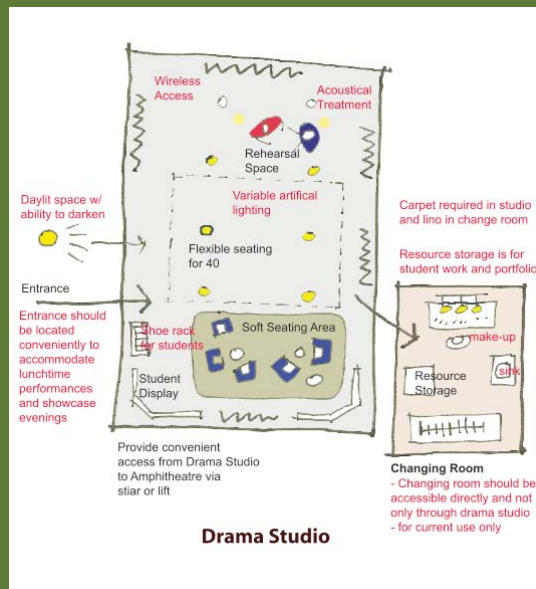 Wireless
Access
Acoustical
Treatment
Rehearsal
Space
Daylit space w/
ability to darken
Variable artifical
lighting
Carpet required in studio
and lino in change room
Flexible seating
for 40
Resource storage is for
student work and portfolio
Entrance
Entrance should
be located
conveniently to
accommodate
lunchtime
performances
and showcase
evenings
Shoe rack
for students
Soft Seating Area
make-up
Student
Display
Resource
Storage
sink
Provide convenient
access from Drama Studio
to Amphitheatre via
stiar or lift
Changing Room
- Changing room should be
accessible directly and not
only through drama studio
- for current use only
Drama Studio